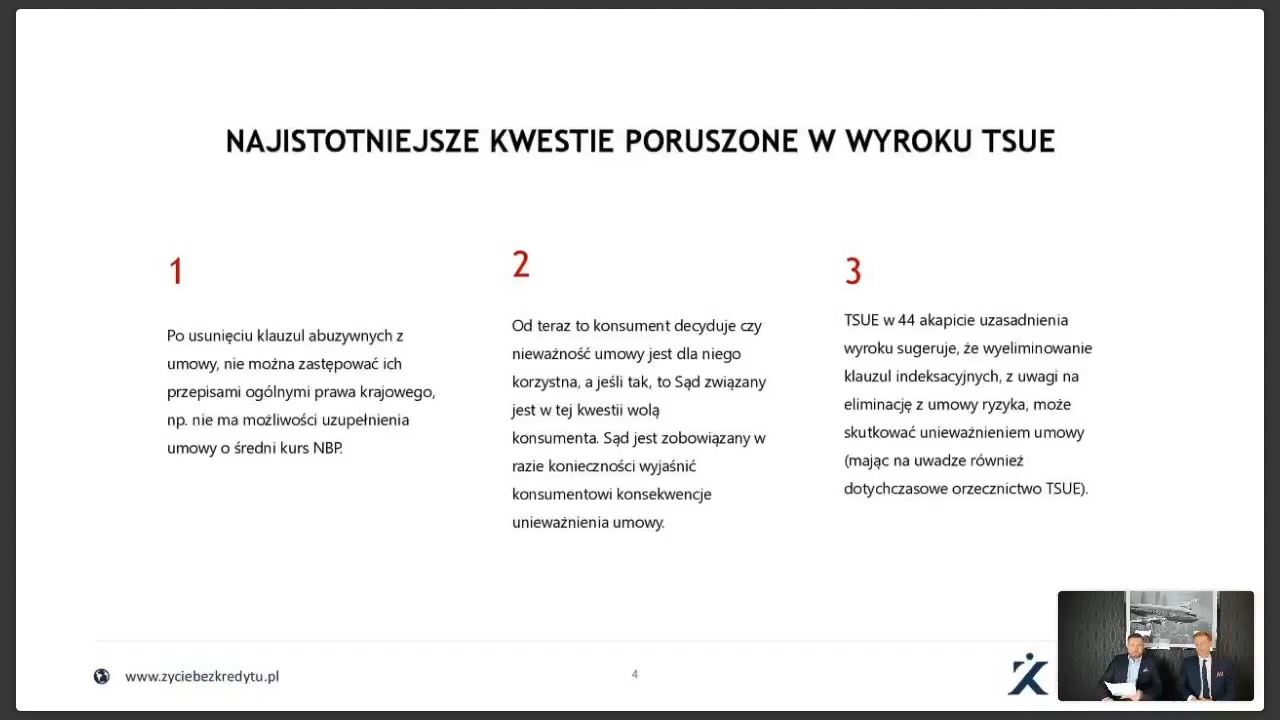 NAJISTOTNIEJSZE KWESTIE PORUSZONE W WYROKU TSUE
1
Po usunięciu klauzul abuzywnych z
umowy, nie można zastępować ich
przepisami ogólnymi prawa krajowego,
np. nie ma możliwości uzupełnienia
umowy o średni kurs NBP.
2
Od teraz to konsument decyduje czy
nieważność umowy jest dla niego
korzystna, a jeśli tak, to Sąd związany
jest w tej kwestii wolą
konsumenta. Sąd jest zobowiązany w
razie konieczności wyjaśnić
konsumentowi konsekwencje
unieważnienia umowy.
3
TSUE w 44 akapicie uzasadnienia
wyroku sugeruje, że wyeliminowanie
klauzul indeksacyjnych, z uwagi na
eliminację z umowy ryzyka, może
skutkować unieważnieniem umowy
(mając na uwadze również
dotychczasowe orzecznictwo TSUE).
www.zyciebezkredytu.pl
4